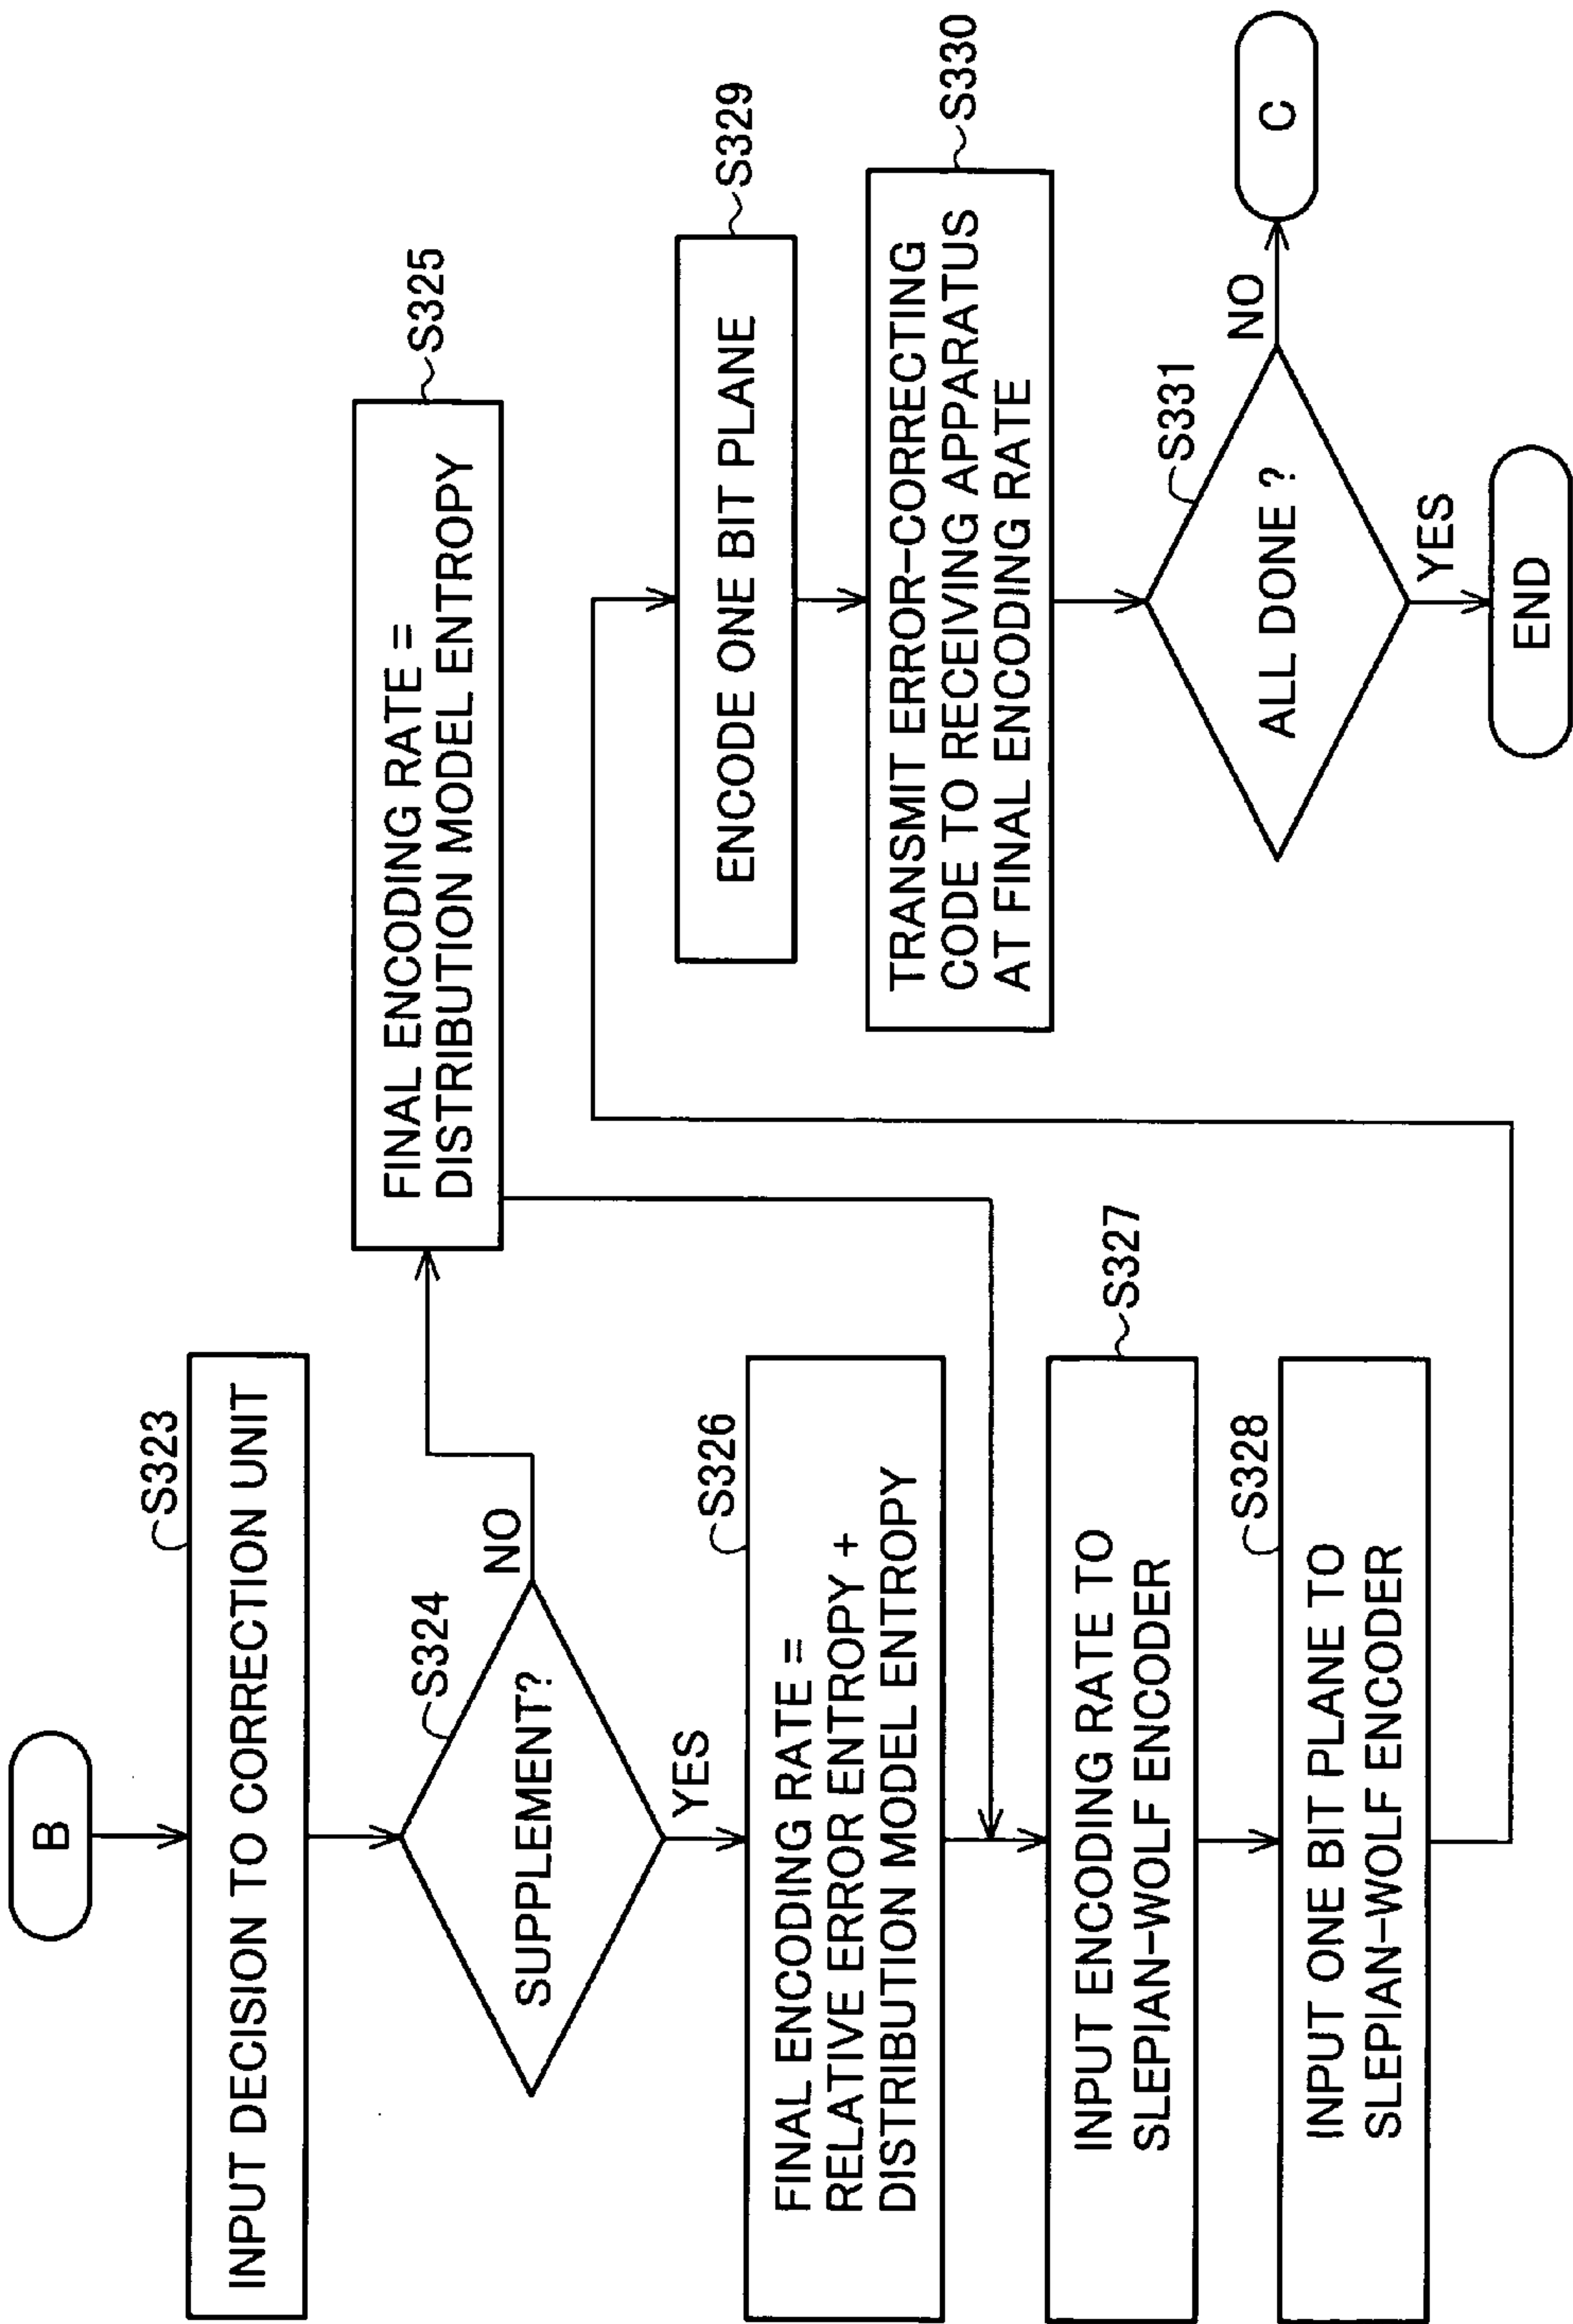 B
S323
INPUT DECISION TO CORRECTION UNIT
S324
SUPPLEMENT?
NO
YES
S325
FINAL ENCODING RATE =
DISTRIBUTION MODEL ENTROPY
S326
FINAL ENCODING RATE =
RELATIVE ERROR ENTROPY +
DISTRIBUTION MODEL ENTROPY
S327
INPUT ENCODING RATE TO
SLEPIAN-WOLF ENCODER
S328
INPUT ONE BIT PLANE TO
SLEPIAN-WOLF ENCODER
S329
ENCODE ONE BIT PLANE
S330
TRANSMIT ERROR-CORRECTING
CODE TO RECEIVING APPARATUS
AT FINAL ENCODING RATE
S331
ALL DONE ?
NO
C
YES
END